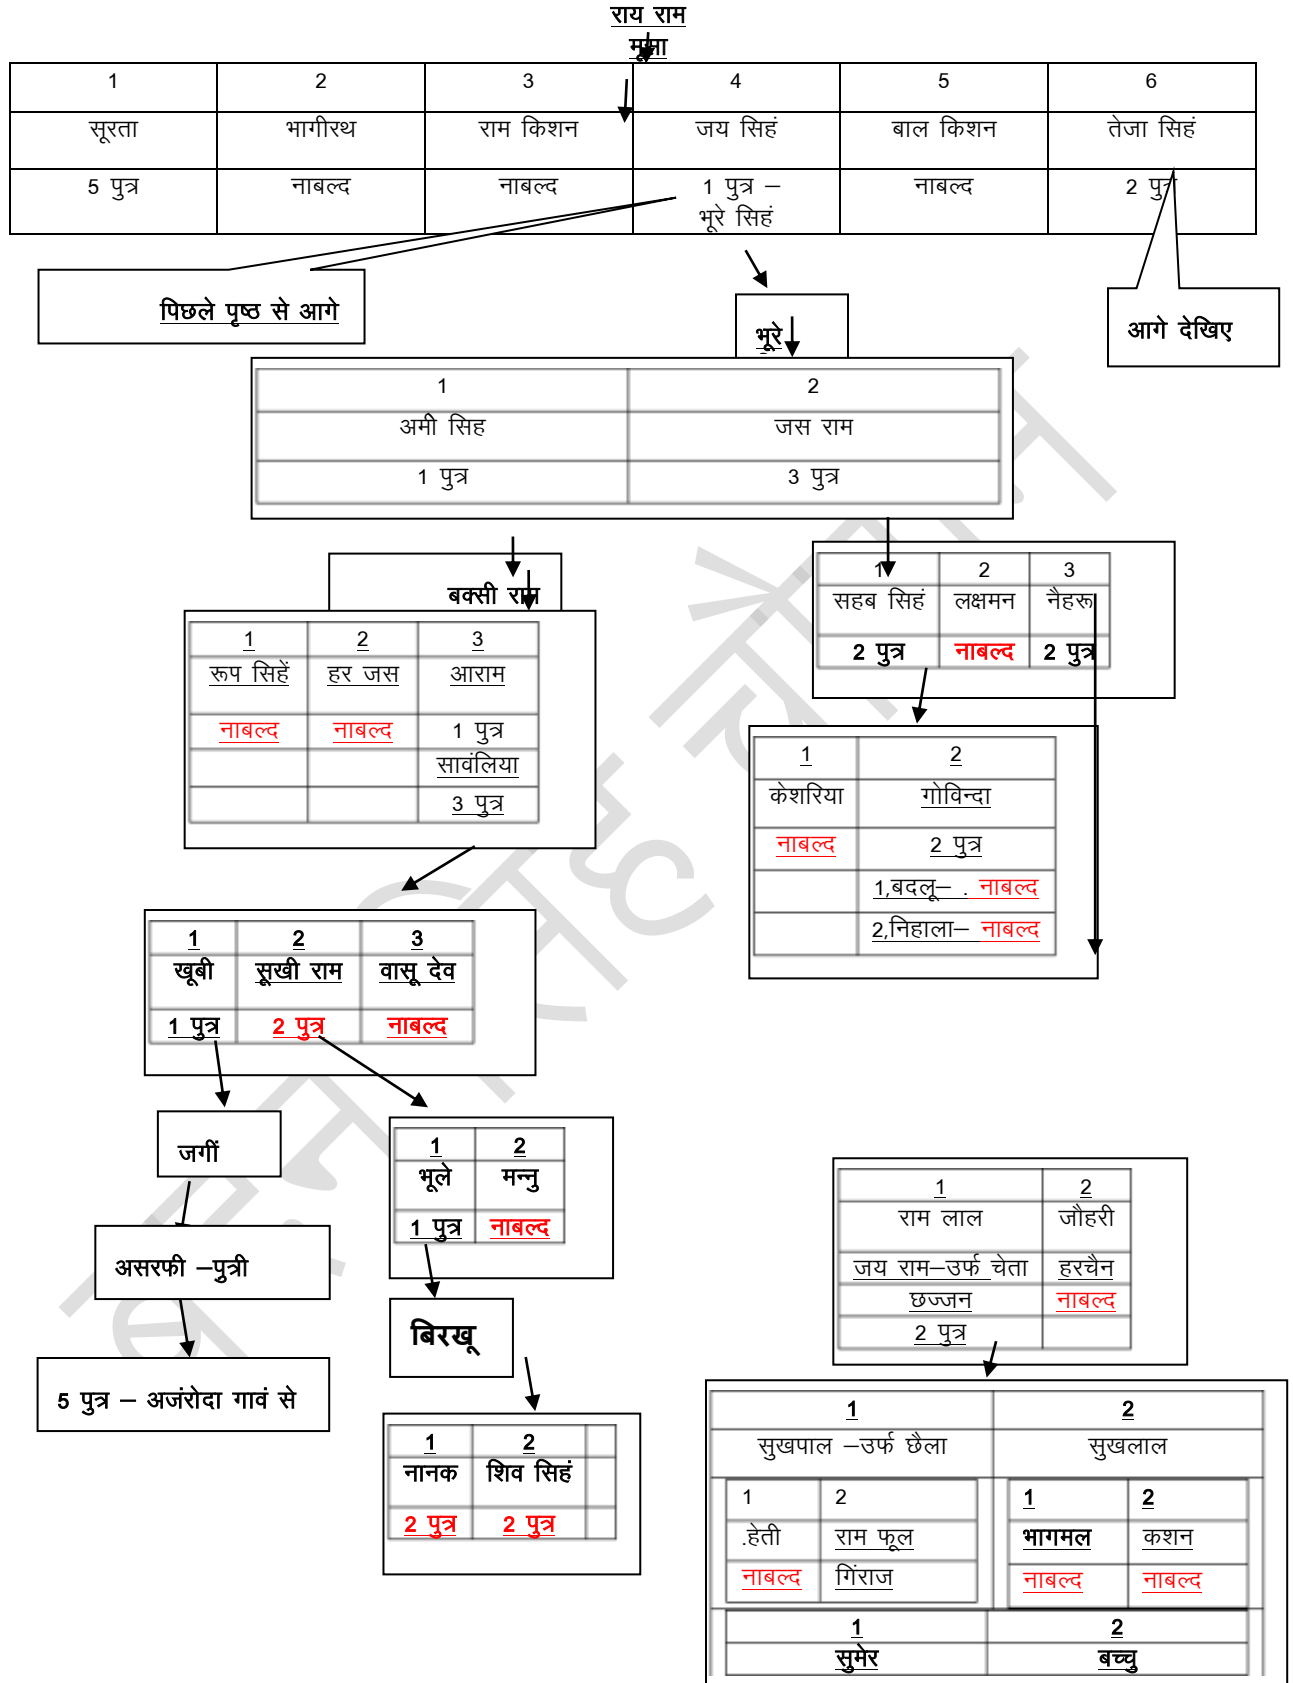 राय राम
मूसा
1 2 3 4 5 6
सूरता भागीरथ राम किशन जय सिहं बाल किशन तेजा सिहं
5 पुत्र नाबल्द नाबल्द 1 पुत्र – नाबल्द 2 पुत्र
भूरे सिहं
पिछले पृष्ठ से आगे
आगे देखिए
भूरे
1 2
अमी सिह जस राम
1 पुत्र 3 पुत्र
बक्सी राम
1 2 3
रूप सिहें हर जस आराम
नाबल्द नाबल्द 1 पुत्र
सावंलिया
3 पुत्र
1 2 3
सहब सिहं लक्षमन नैहरू
2 पुत्र नाबल्द 2 पुत्र
1 2
केशरिया गोविन्दा
नाबल्द 2 पुत्र
1,बदलू– . नाबल्द
2,निहाला– नाबल्द
1 2 3
खूबी सूखी राम वासू देव
1 पुत्र 2 पुत्र नाबल्द
जगीं
असरफी –पुत्री
5 पुत्र – अजंरोदा गावं से
1 2
भूले मन्नु
1 पुत्र नाबल्द
बिरखू
1 2
नानक शिव सिहं
2 पुत्र 2 पुत्र
1 2
राम लाल जौहरी
जय राम–उर्फ चेता हरचैन
छज्जन नाबल्द
2 पुत्र
1 2
सुखपाल –उर्फ छैला सुखलाल
1 2 1 2
.हेती राम फूल भागमल कशन
नाबल्द गिंराज नाबल्द नाबल्द
1 2
सुमेर बच्चु